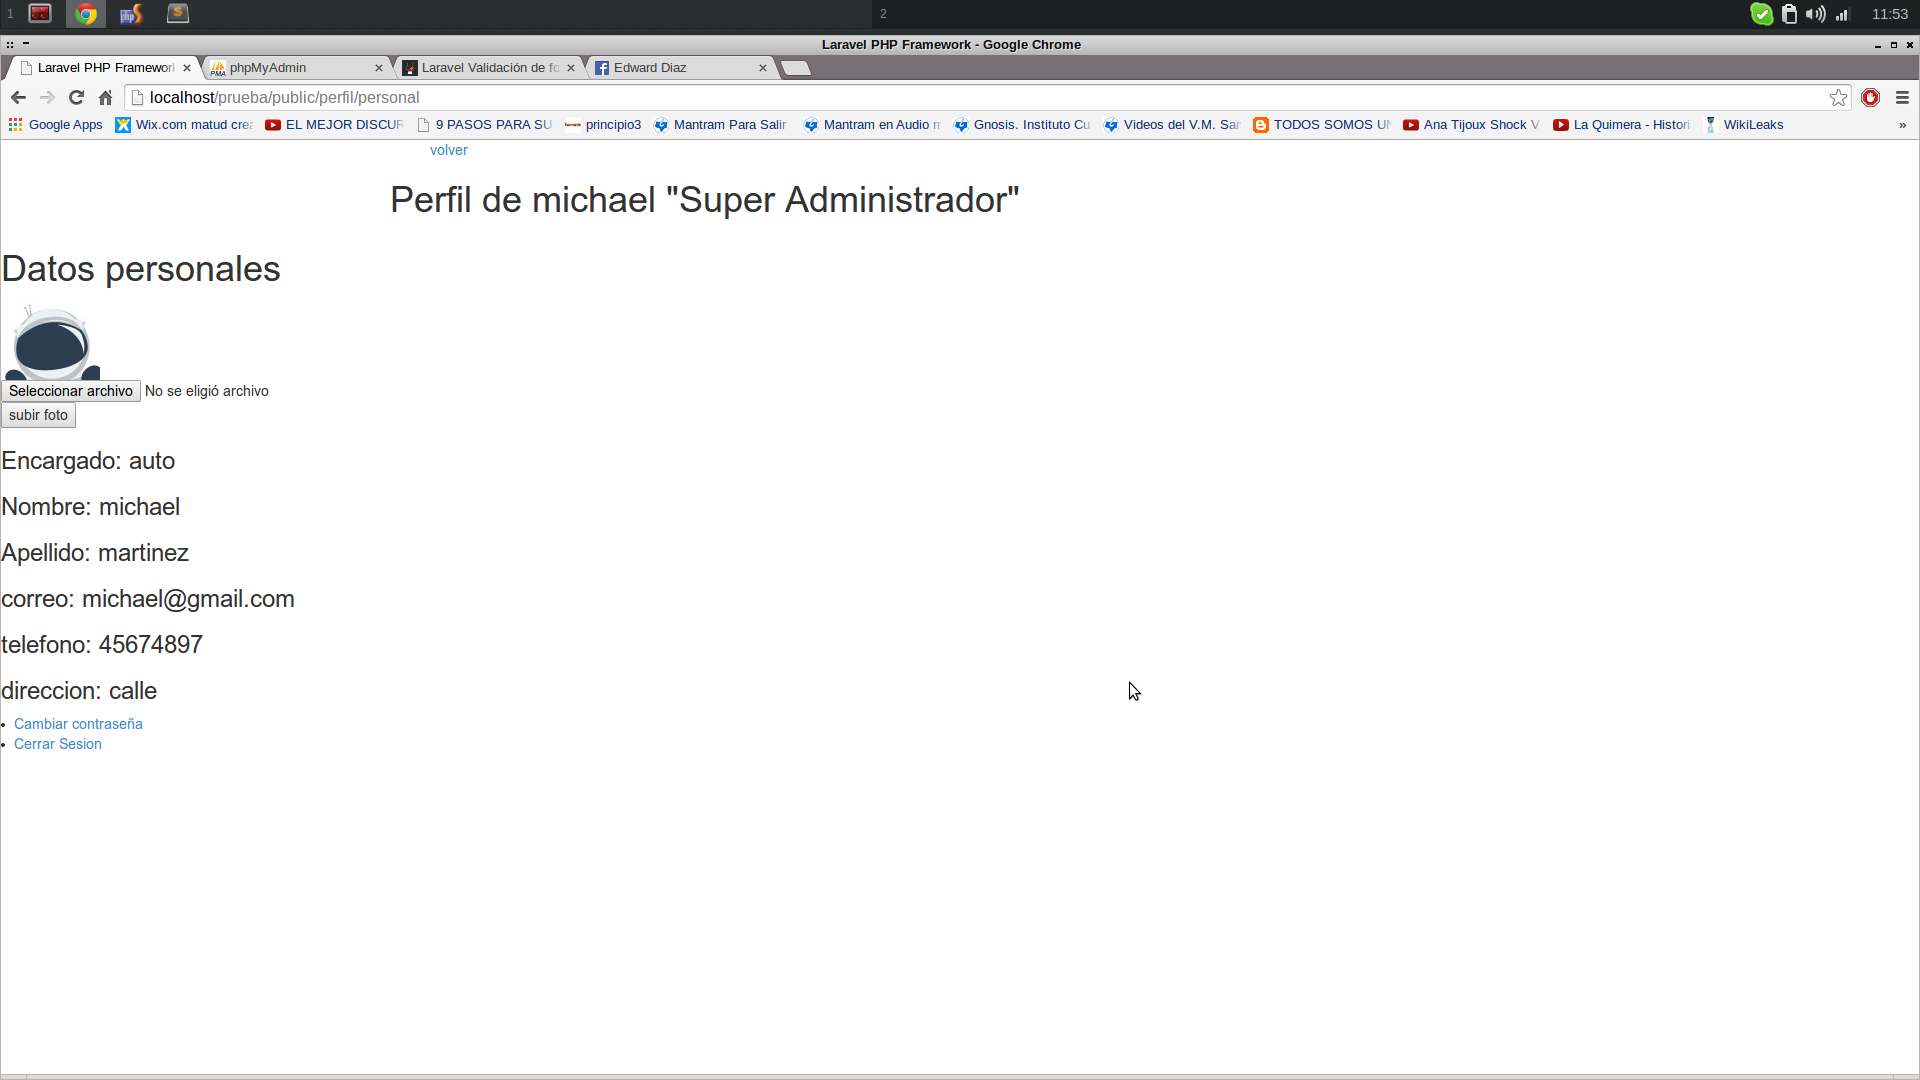 1
2
11:53
Laravel PHP Framework - Google Chrome
Laravel PHP Framework
phpMyAdmin
Laravel Validación de fo
Edward Diaz
localhost/prueba/public/perfil/personal
Google Apps
Wix.com matud crea
EL MEJOR DISCUR
9 PASOS PARA SU
principio3
Mantram Para Salir
Mantram en Audio m
Gnosis. Instituto Cu
Videos del V.M. Sam
TODOS SOMOS UN
Ana Tijoux Shock V
La Quimera - Histori
WikiLeaks
»
volver
Perfil de michael "Super Administrador"
Datos personales
Seleccionar archivo No se eligió archivo
subir foto
Encargado: auto
Nombre: michael
Apellido: martinez
correo: michael@gmail.com
telefono: 45674897
direccion: calle
• Cambiar contraseña
• Cerrar Sesion